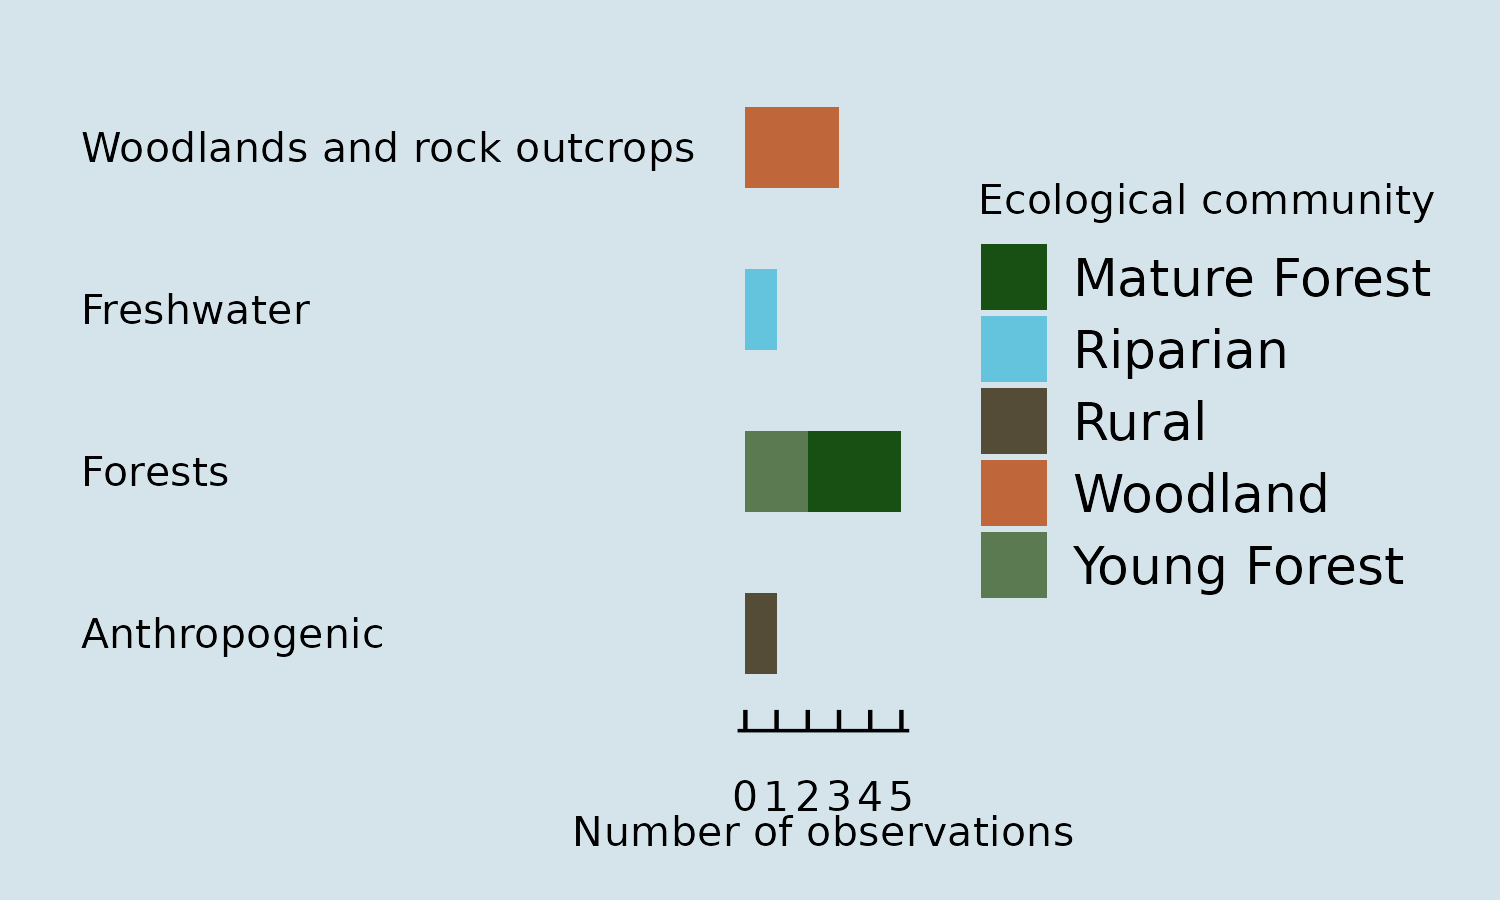 Woodlands and rock outcrops
Freshwater
Forests
Anthropogenic
0 1 2 3 4 5
Number of observations
Ecological community
Mature Forest
Riparian
Rural
Woodland
Young Forest